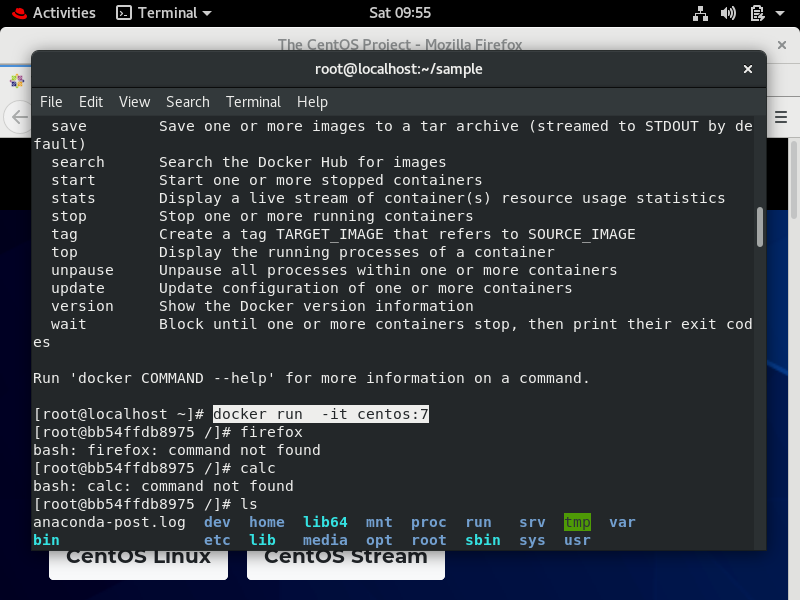 Activities Terminal Sat 09:55
The CentOS Project - Mozilla Firefox
root@localhost:~/sample
File Edit View Search Terminal Help
save Save one or more images to a tar archive (streamed to STDOUT by de
fault)
search Search the Docker Hub for images
start Start one or more stopped containers
stats Display a live stream of container(s) resource usage statistics
stop Stop one or more running containers
tag Create a tag TARGET_IMAGE that refers to SOURCE_IMAGE
top Display the running processes of a container
unpause Unpause all processes within one or more containers
update Update configuration of one or more containers
version Show the Docker version information
wait Block until one or more containers stop, then print their exit cod
es
Run 'docker COMMAND --help' for more information on a command.
[root@localhost ~]# docker run  -it centos:7
[root@bb54ffdb8975 /]# firefox
bash: firefox: command not found
[root@bb54ffdb8975 /]# calc
bash: calc: command not found
[root@bb54ffdb8975 /]# ls
anaconda-post.log dev home lib64 mnt proc run srv tmp var
bin etc lib media opt root sbin sys usr
CentOS Linux CentOS Stream